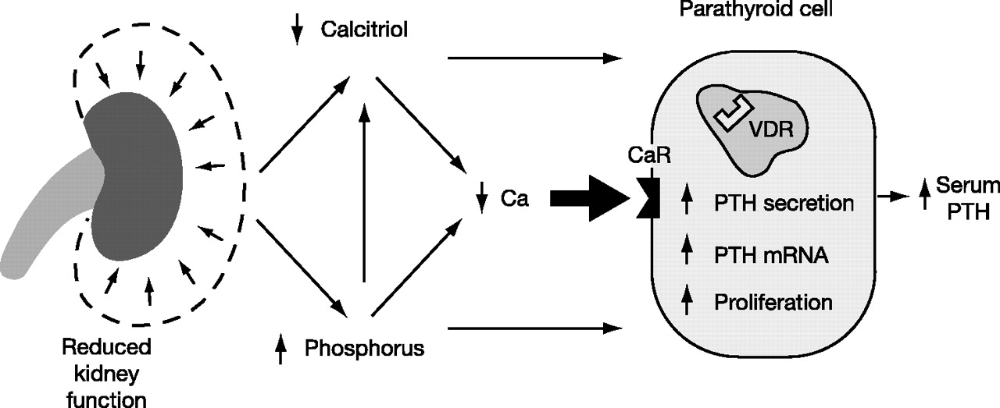 Parathyroid cell
Calcitriol
VDR
CaR
Ca
PTH secretion
Serum
PTH
PTH mRNA
Proliferation
Phosphorus
Reduced
kidney
function